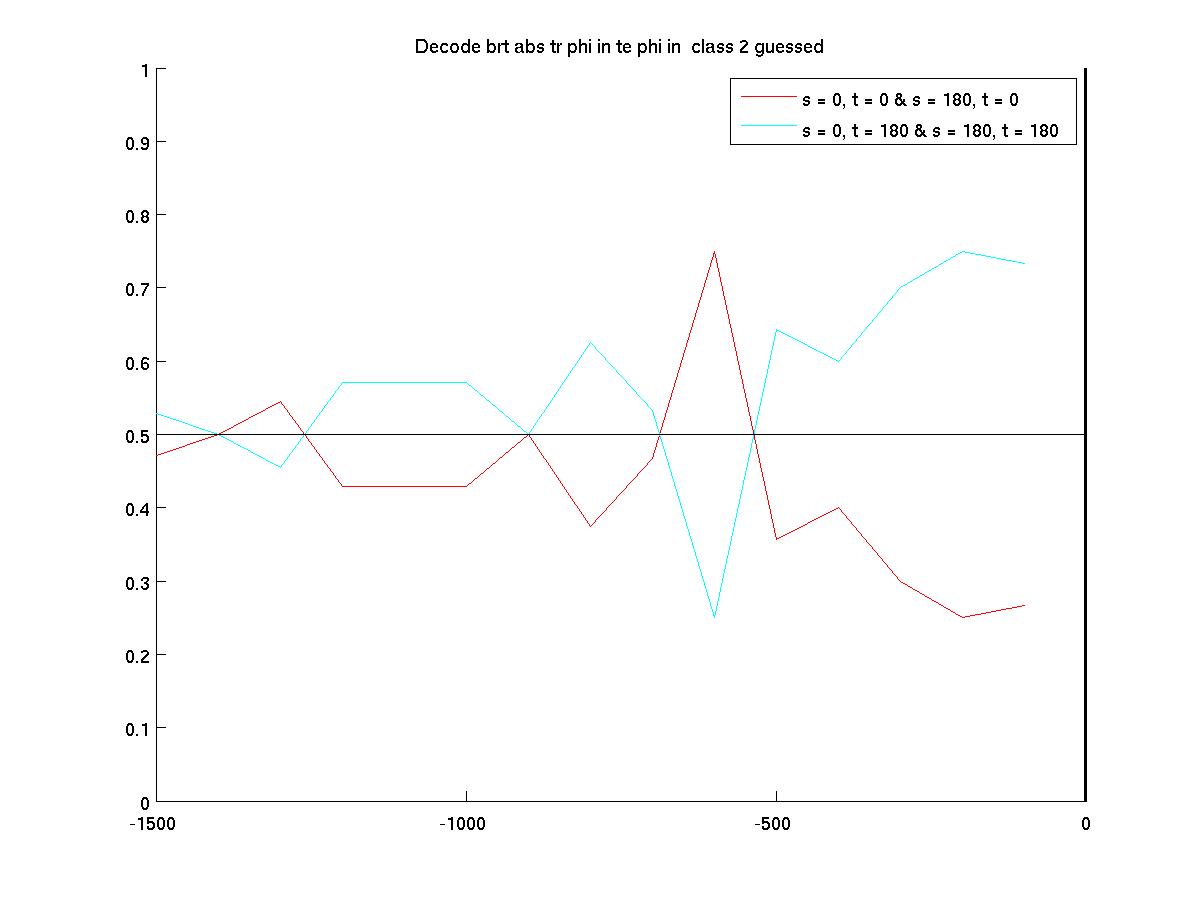 Decode brt abs tr phi in te phi in  class 2 guessed
s = 0, t = 0 & s = 180, t = 0
s = 0, t = 180 & s = 180, t = 180
1
0.9
0.8
0.7
0.6
0.5
0.4
0.3
0.2
0.1
0
-1500 -1000 -500 0